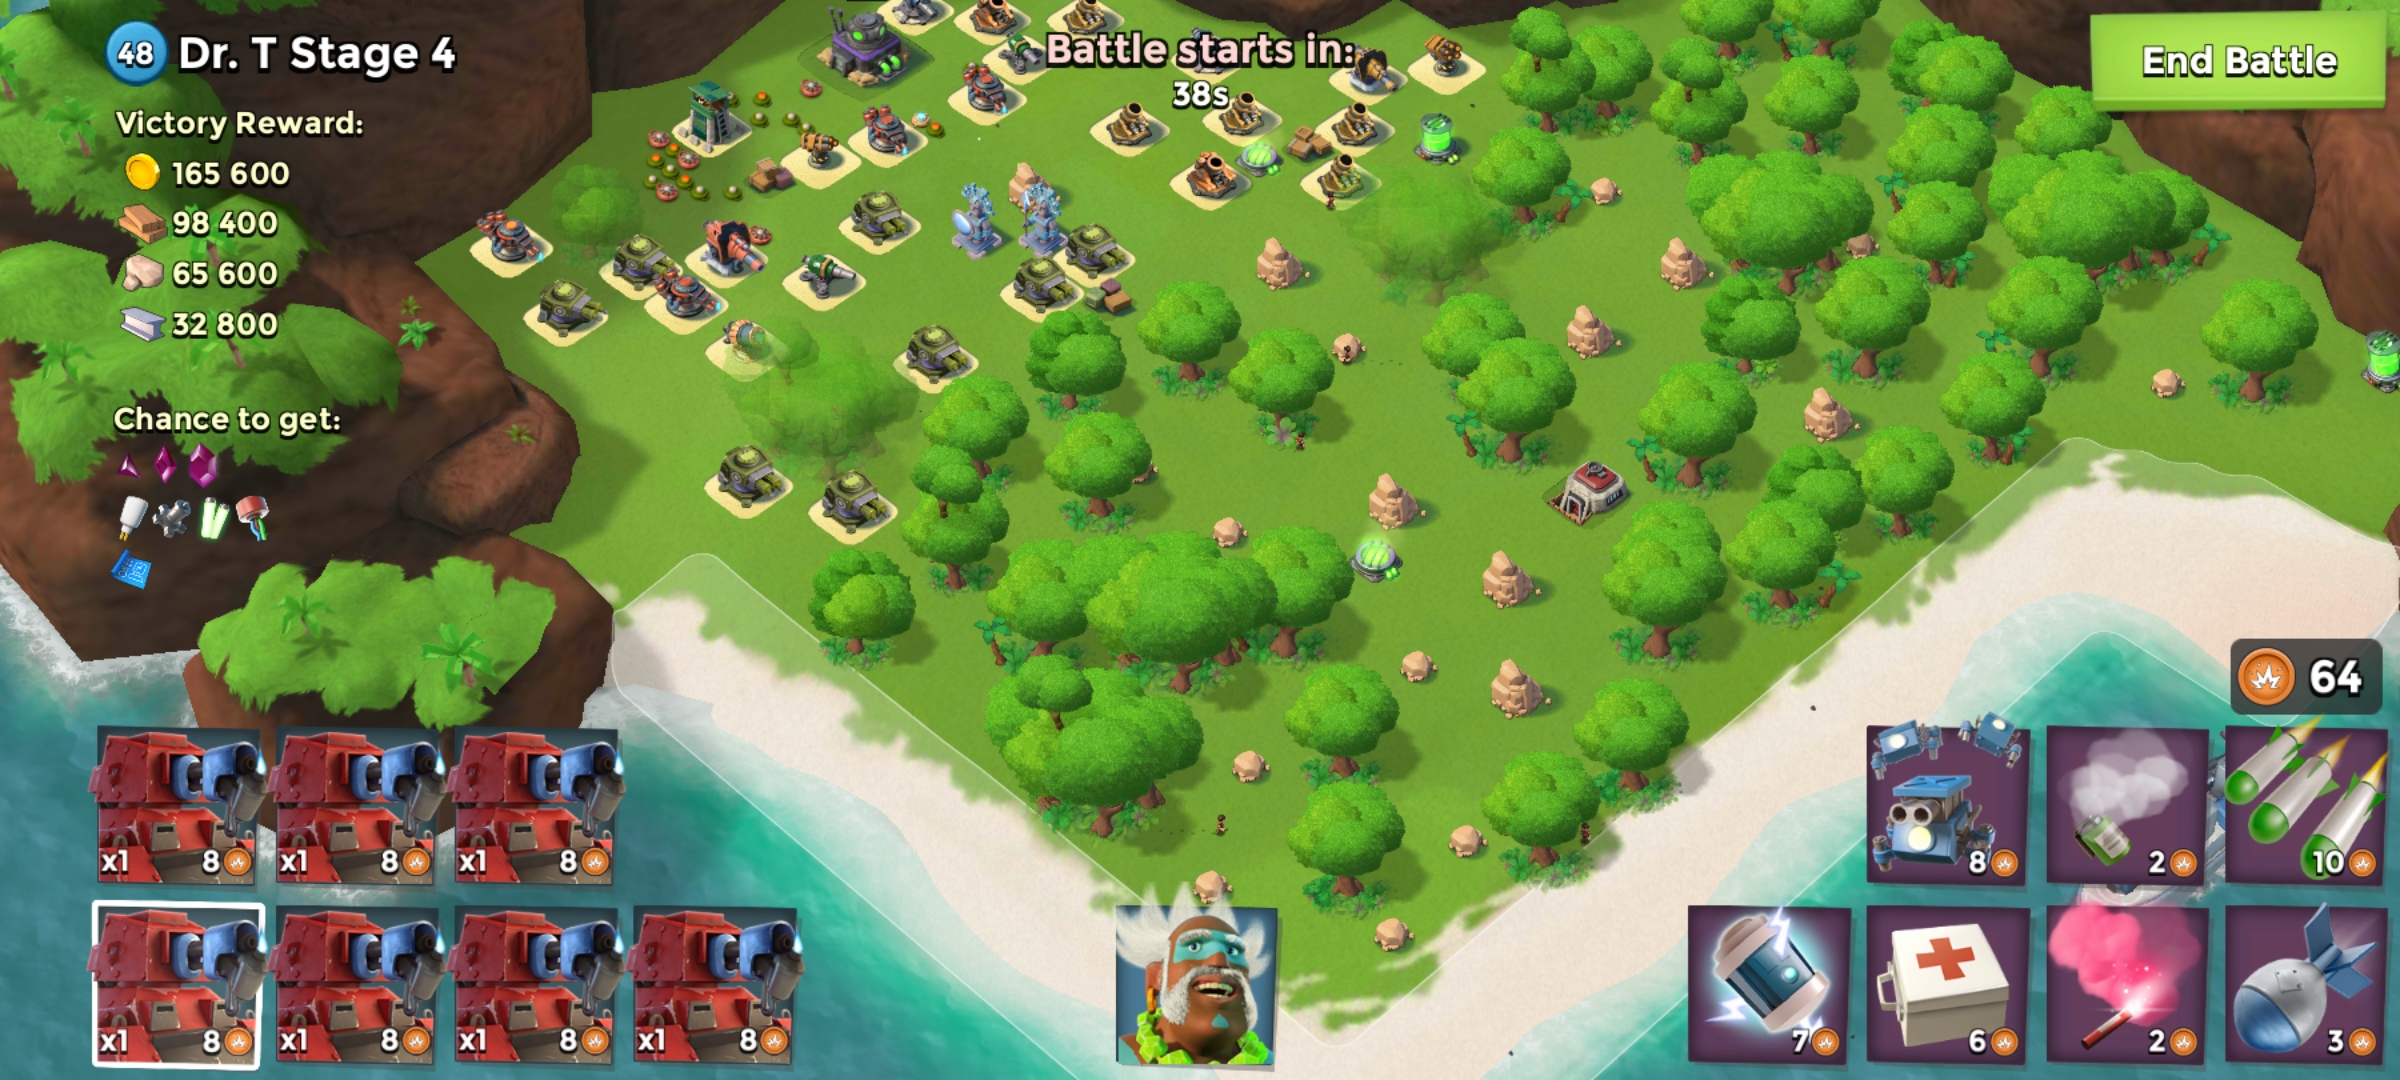 48 Dr. T Stage 4
Battle starts in:
38s
End Battle
Victory Reward:
165 600
98 400
65 600
32 800
Chance to get:
64
x1 8
x1 8
x1 8
8
2
10
x1 8
x1 8
x1 8
x1 8
7
6
2
3